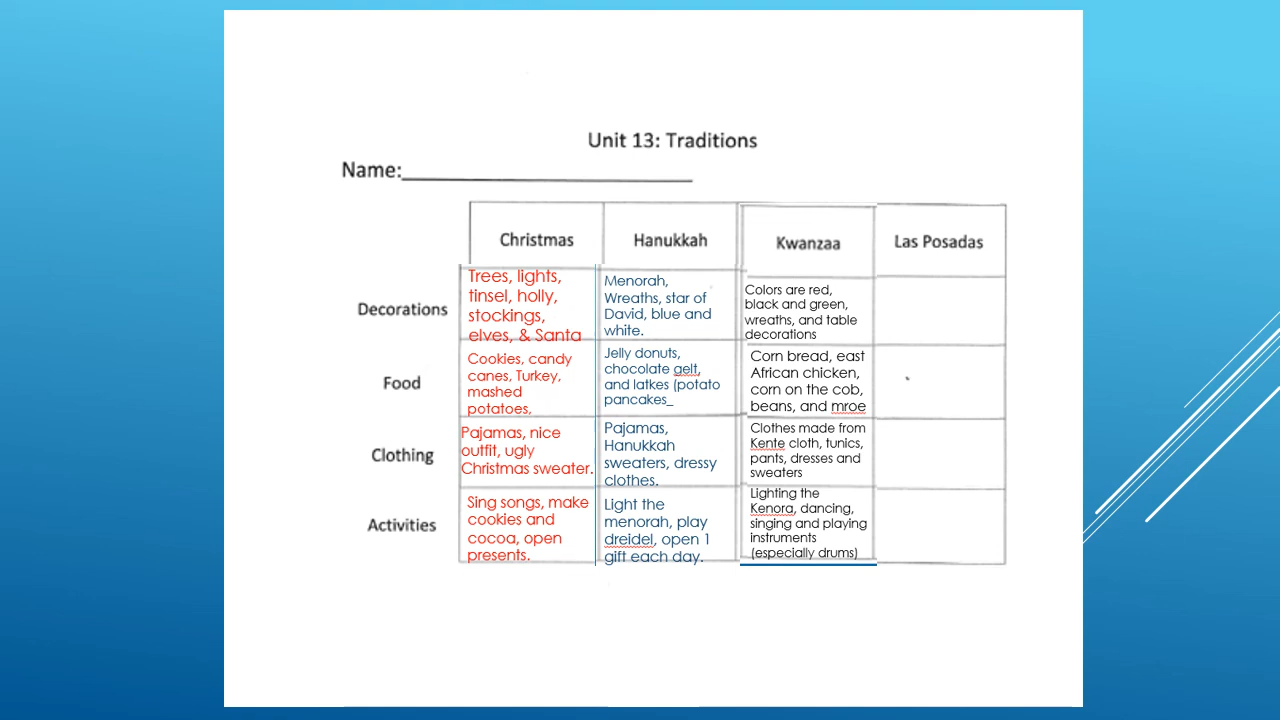 Unit 13: Traditions
Name:
Christmas
Hanukkah
Kwanzaa
Las Posadas
Decorations
Trees, lights,
tinsel, holly,
stockings,
elves, & Santa
Menorah,
Wreaths, star of
David, blue and
white.
Colors are red,
black and green,
wreaths, and table
decorations
Food
Cookies, candy
canes, Turkey,
mashed
potatoes,
Jelly donuts,
chocolate gelt,
and latkes (potato
pancakes_
Corn bread, east
African chicken,
corn on the cob,
beans, and mroe
Clothing
Pajamas, nice
outfit, ugly
Christmas sweater.
Pajamas,
Hanukkah
sweaters, dressy
clothes.
Clothes made from
Kente cloth, tunics,
pants, dresses and
sweaters
Activities
Sing songs, make
cookies and
cocoa, open
presents.
Light the
menorah, play
dreidel, open 1
gift each day.
Lighting the
Kenora, dancing,
singing and playing
instruments
(especially drums)